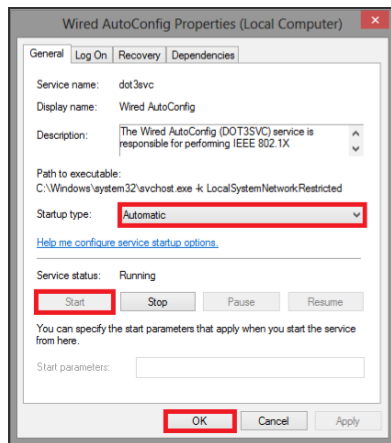 Wired AutoConfig Properties (Local Computer)
General Log On Recovery Dependencies
Service name: dot3svc
Display name: Wired AutoConfig
Description: The Wired AutoConfig (DOT3SVC) service is
responsible for performing IEEE 802.1X
Path to executable:
C:\Windows\system32\svchost.exe -k LocalSystemNetworkRestricted
Startup type: Automatic
Help me configure service startup options.
Service status: Running
Start Stop Pause Resume
You can specify the start parameters that apply when you start the service
from here.
Start parameters:
OK Cancel Apply